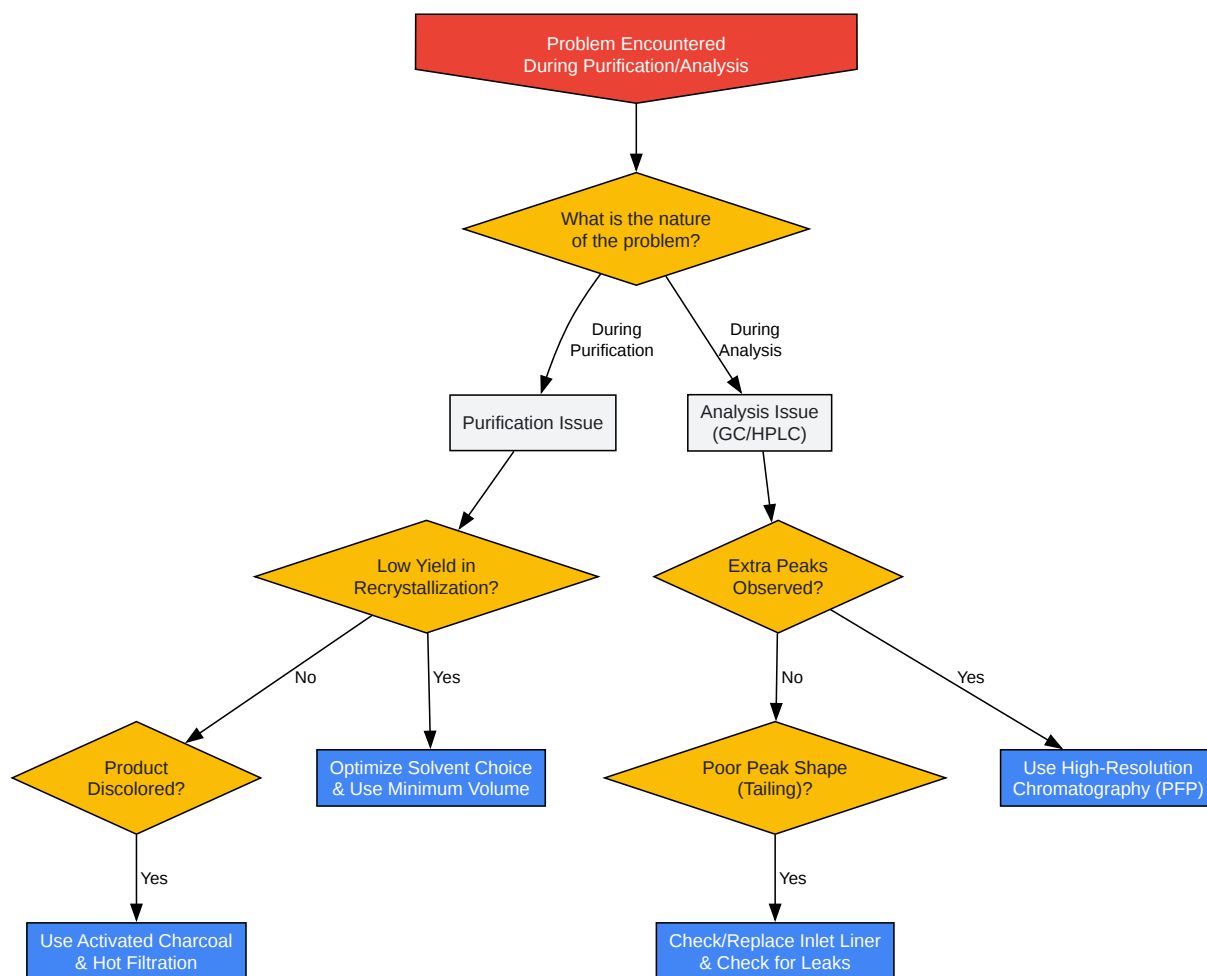 Problem Encountered
During Purification/Analysis
What is the nature
of the problem?
During
Purification
During
Analysis
Purification Issue
Analysis Issue
(GC/HPLC)
Low Yield in
Recrystallization?
Extra Peaks
Observed?
No
Yes
No
Yes
Product
Discolored?
Optimize Solvent Choice
& Use Minimum Volume
Poor Peak Shape
(Tailing)?
Use High-Resolution
Chromatography (PFP)
Yes
Yes
Use Activated Charcoal
& Hot Filtration
Check/Replace Inlet Liner
& Check for Leaks